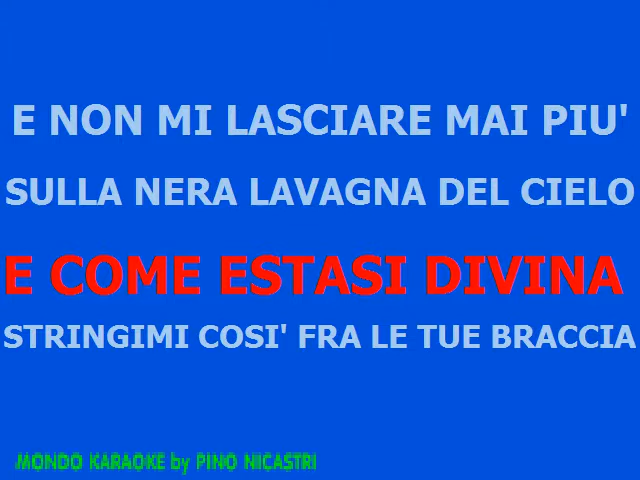 E NON MI LASCIARE MAI PIU'
SULLA NERA LAVAGNA DEL CIELO
E COME ESTASI DIVINA
STRINGIMI COSI' FRA LE TUE BRACCIA
MONDO KARAOKE by PINO NICASTRI